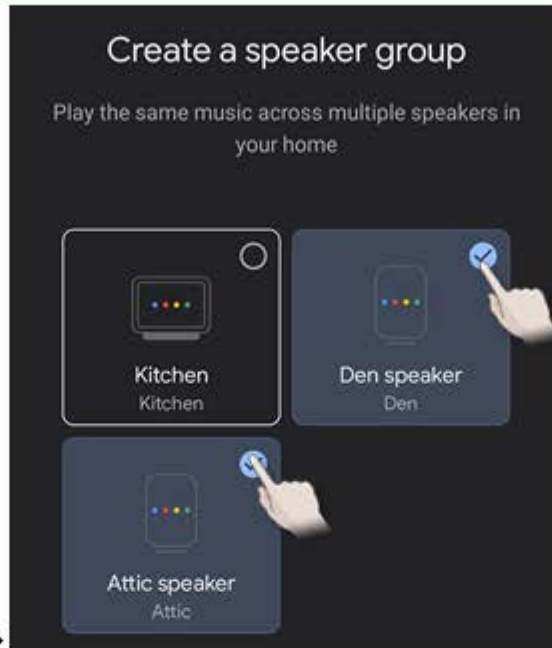 Create a speaker group
Play the same music across multiple speakers in
your home
Kitchen
Kitchen
Den speaker
Den
Attic speaker
Attic